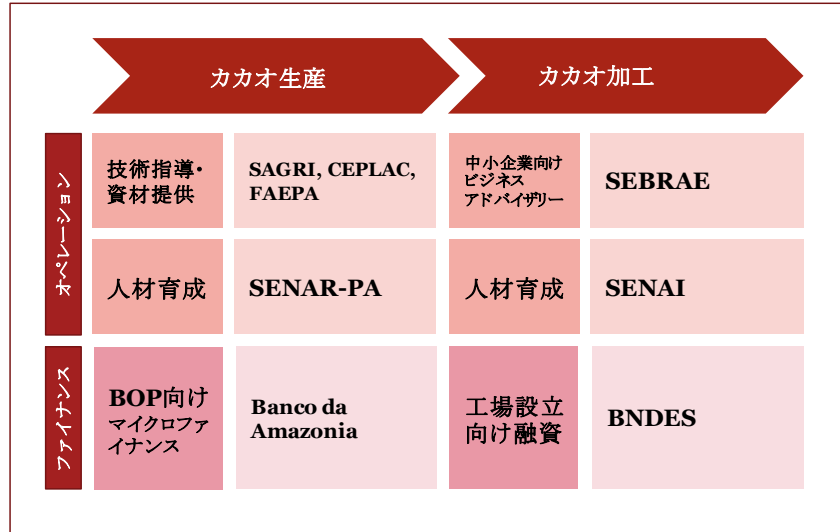 カカオ生産
カカオ加工
オペレーション
技術指導・
資材提供
SAGRI, CEPLAC,
FAEPA
中小企業向け
ビジネス
アドバイザリー
SEBRAE
人材育成
SENAR-PA
人材育成
SENAI
ファイナンス
BOP向け
マイクロファ
イナンス
Banco da
Amazonia
工場設立
向け融資
BNDES